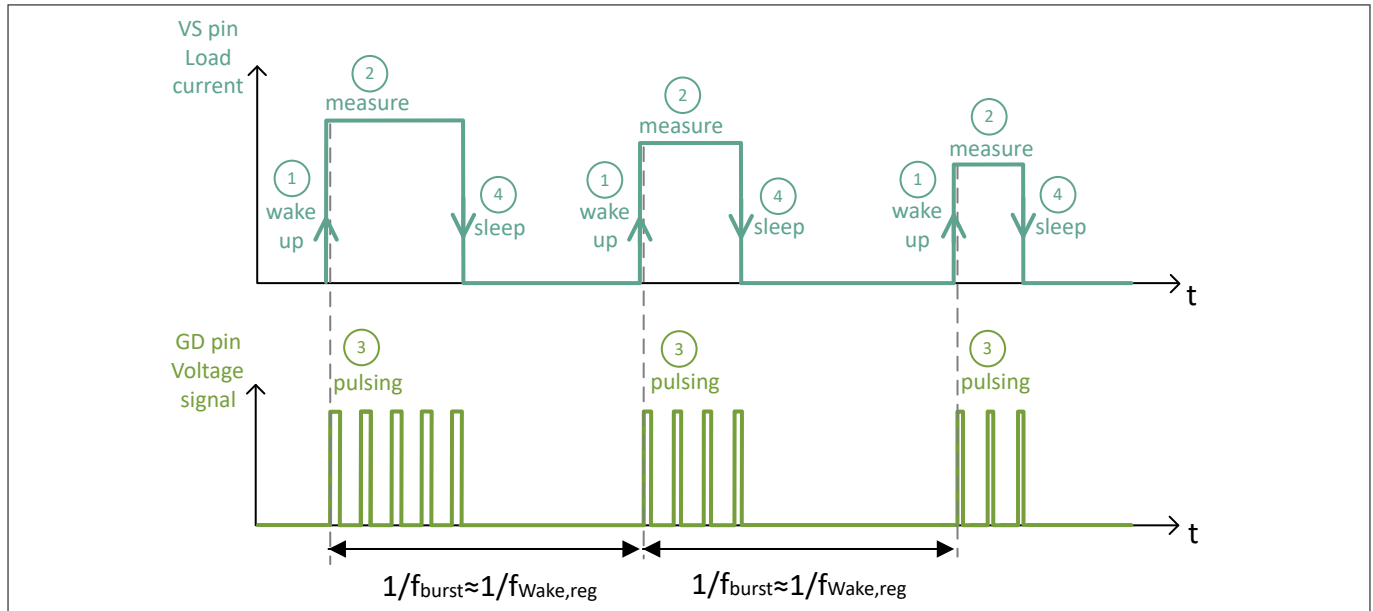 VS pin
Load
current
2
measure
1
wake
up
4
sleep
2
measure
1
wake
up
4
sleep
2
measure
1
wake
up
4
sleep
t
GD pin
Voltage
signal
3
pulsing
3
pulsing
3
pulsing
t
1/fburst≈1/fWake,reg
1/fburst≈1/fWake,reg